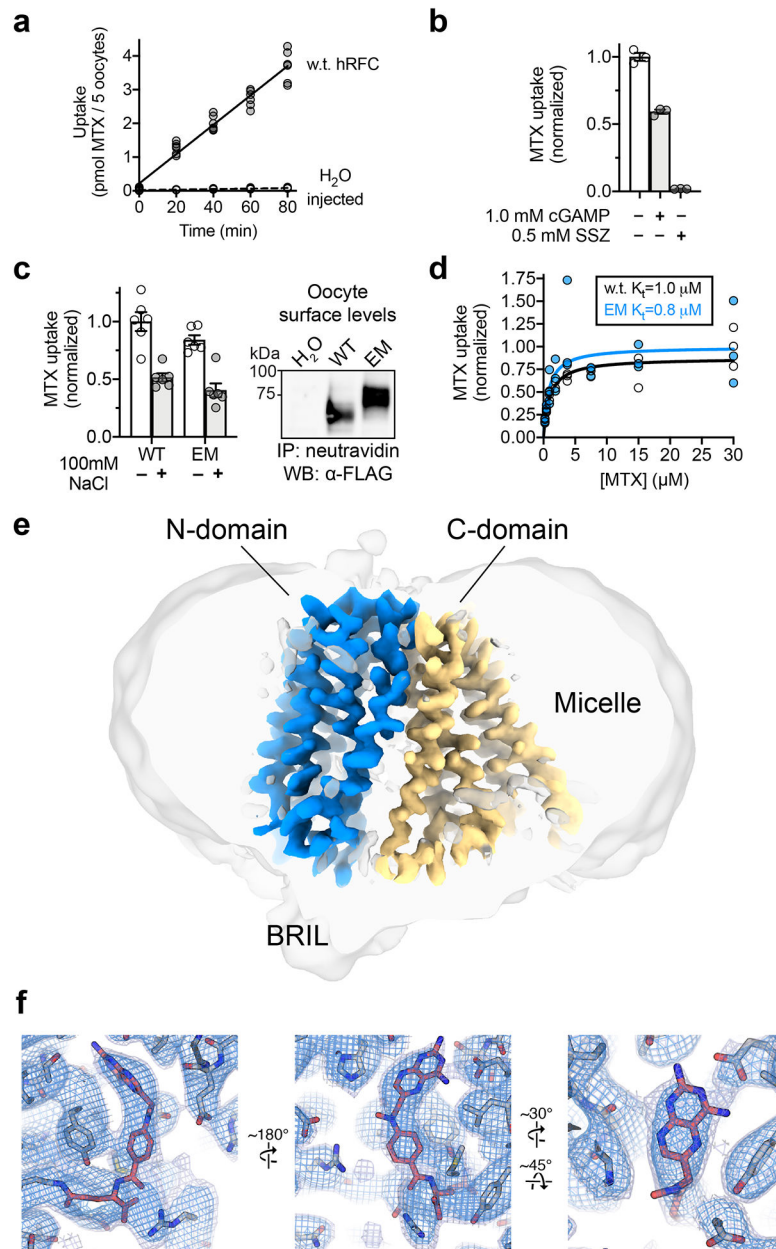 a
4
3
2
1
0
Uptake
(pmol MTX / 5 oocytes)
w.t. hRFC
H2O
injected
0 20 40 60 80
Time (min)
b
1.0
0.5
0.0
MTX uptake
(normalized)
1.0 mM cGAMP − + −
0.5 mM SSZ − − +
c
1.0
0.5
0.0
MTX uptake
(normalized)
WT EM
100mM
NaCl
− + − +
Oocyte
surface levels
kDa
H2O WT EM
100
75
IP: neutravidin
WB: α-FLAG
d
1.75
1.50
1.25
1.00
0.75
0.50
0.25
0.00
MTX uptake
(normalized)
w.t. Kt=1.0 μM
EM Kt=0.8 μM
0 5 10 15 20 25 30
[MTX] (μM)
e
N-domain
C-domain
Micelle
BRIL
f
~180°
~30°
~45°